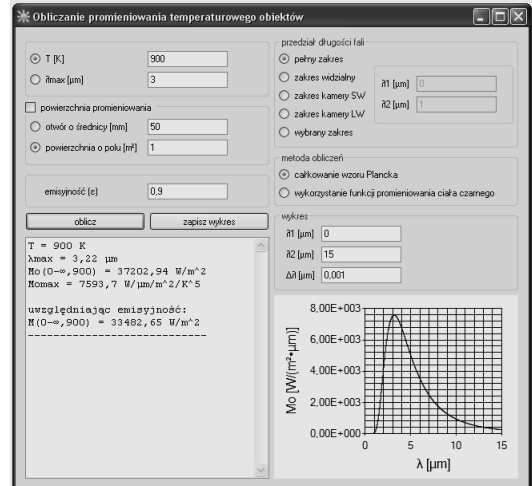 Obliczanie promieniowania temperaturowego obiektów
T [K] 900
λmax [µm] 3
powierzchnia promieniowania
otwór o średnicy [mm] 50
powierzchnia o polu [m²] 1
emisyjność (ε) 0,9
oblicz zapisz wykres
T = 900 K
λmax = 3,22 µm
Mo(0-∞,900) = 37202,94 W/m^2
Momax = 7593,7 W/µm/m^2/K^5
uwzględniając emisyjność:
M(0-∞,900) = 33482,65 W/m^2
----------------------------
przedział długości fali
pełny zakres
zakres widzialny
zakres kamery SW
zakres kamery LW
wybrany zakres
λ1 [µm] 0
λ2 [µm] 1
metoda obliczeń
całkowanie wzoru Plancka
wykorzystanie funkcji promieniowania ciała czarnego
wykres
λ1 [µm] 0
λ2 [µm] 15
Δλ [µm] 0,001
Mo [W/(m²•µm)]
8,00E+003
6,00E+003
4,00E+003
2,00E+003
0,00E+000
0 5 10 15
λ [µm]